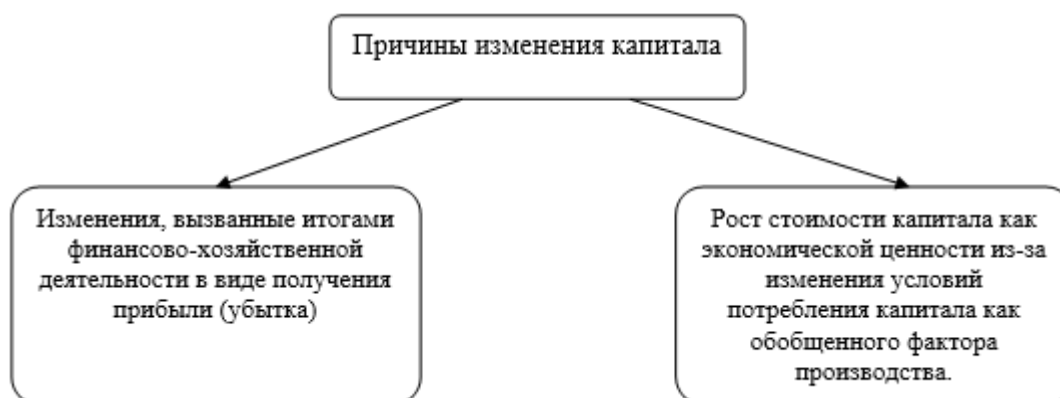 Причины изменения капитала
Изменения, вызванные итогами
финансово-хозяйственной
деятельности в виде получения
прибыли (убытка)
Рост стоимости капитала как
экономической ценности из-за
изменения условий
потребления капитала как
обобщенного фактора
производства.